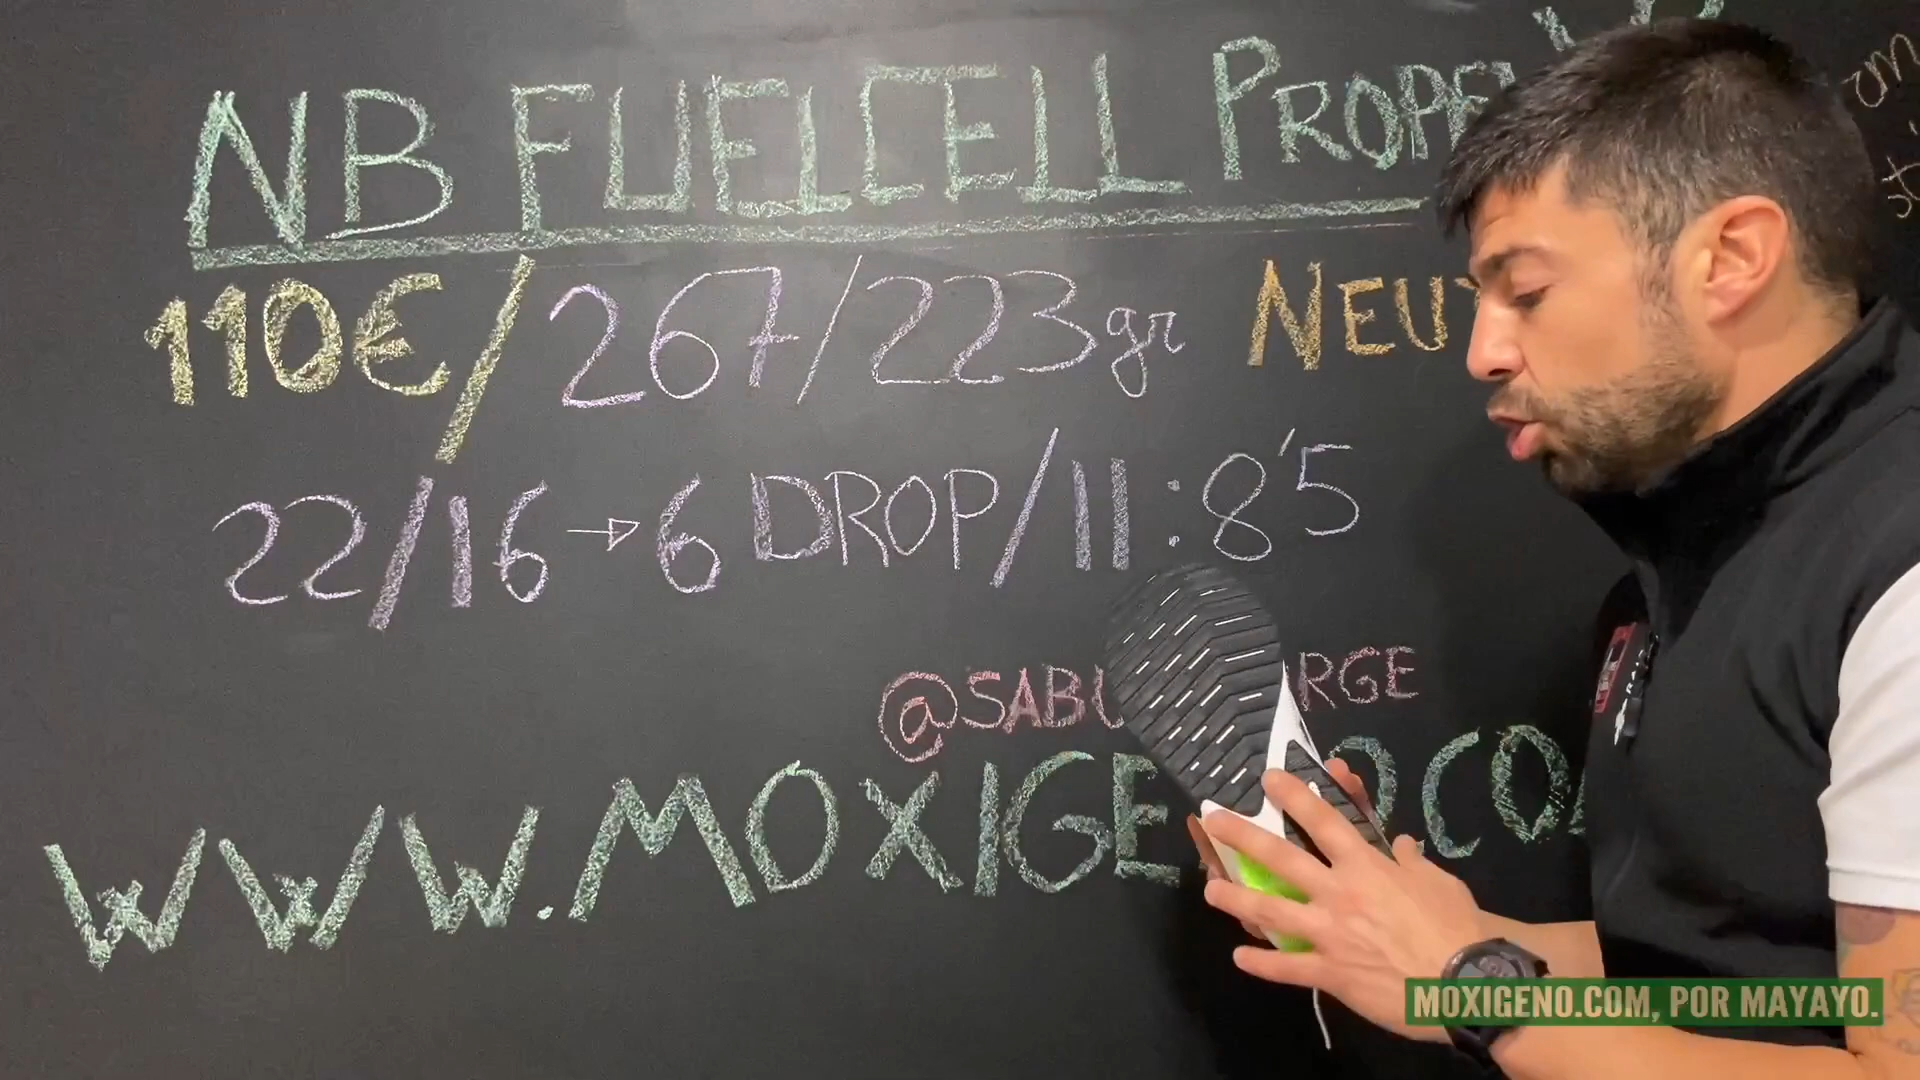 NB FUELCELL PROPE
110€/267/223gr NEUT
22/16→6 DROP/11:8'5
@SABU RGE
WWW.MOXIGE O.CO
MOXIGENO.COM, POR MAYAYO.